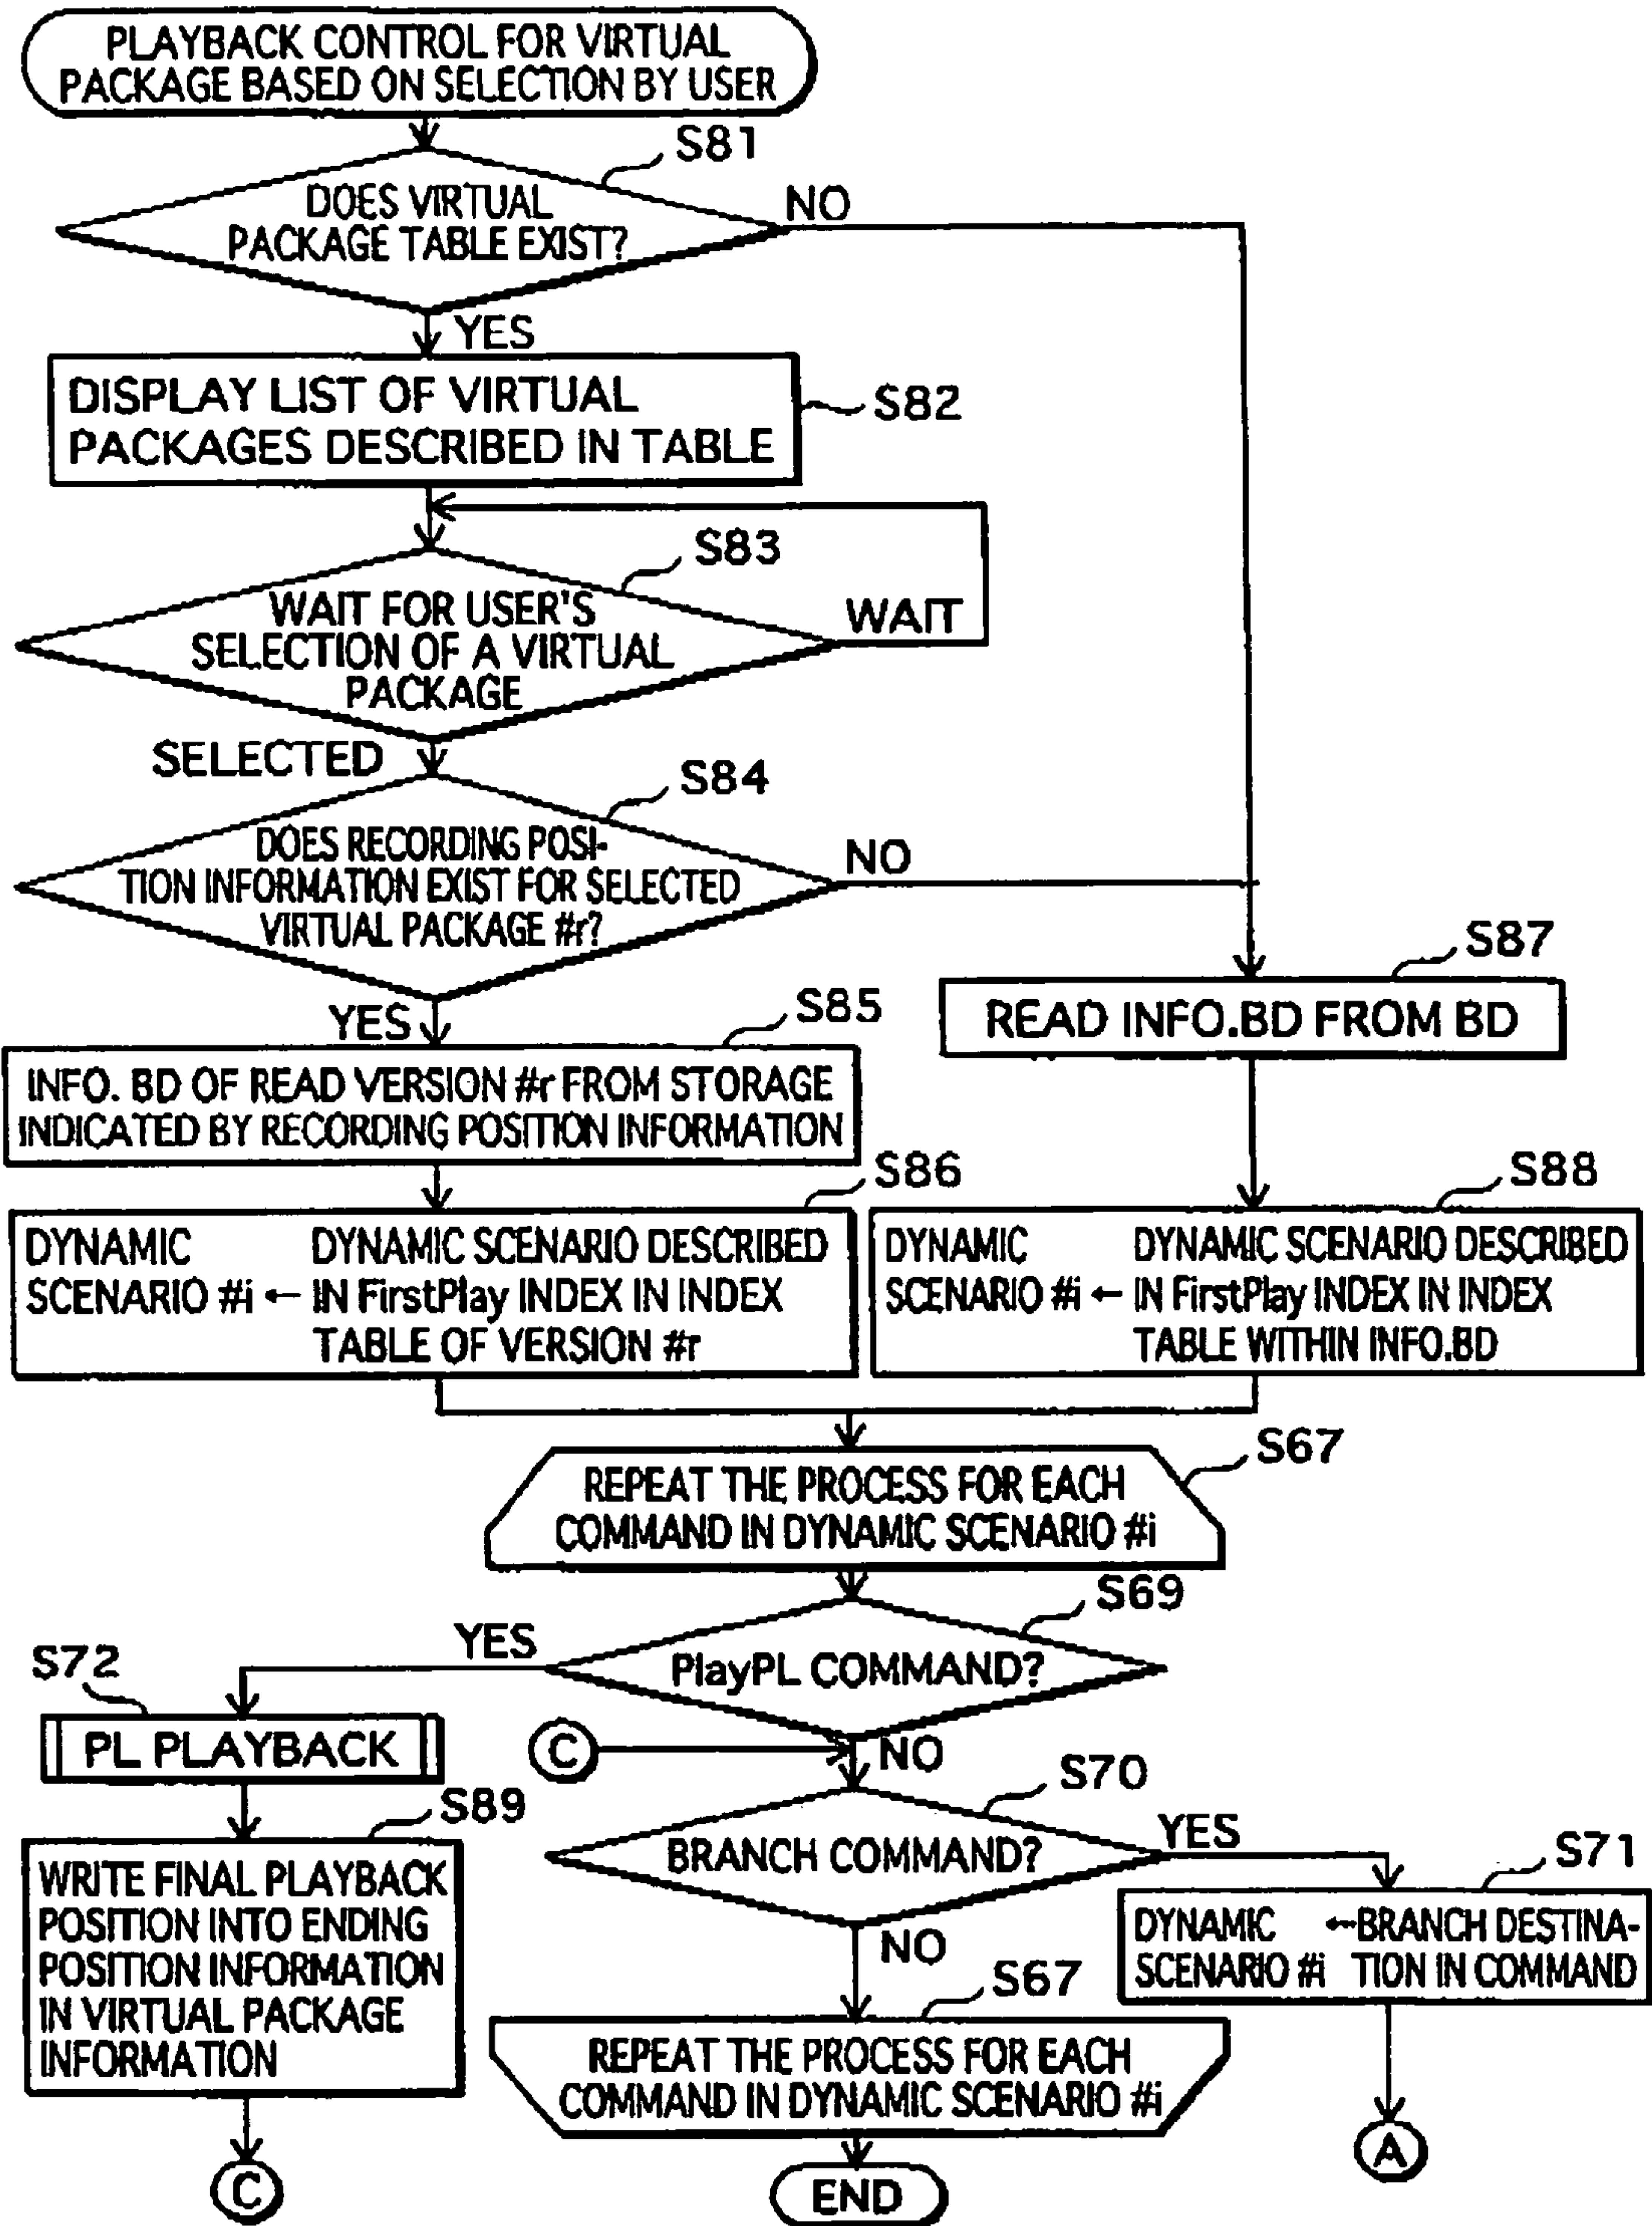 PLAYBACK CONTROL FOR VIRTUAL
PACKAGE BASED ON SELECTION BY USER
S81
DOES VIRTUAL
PACKAGE TABLE EXIST?
NO
YES
DISPLAY LIST OF VIRTUAL
PACKAGES DESCRIBED IN TABLE
S82
S83
WAIT FOR USER'S
SELECTION OF A VIRTUAL
PACKAGE
WAIT
SELECTED
S84
DOES RECORDING POSI-
TION INFORMATION EXIST FOR SELECTED
VIRTUAL PACKAGE #r?
NO
YES
S85
INFO. BD OF READ VERSION #r FROM STORAGE
INDICATED BY RECORDING POSITION INFORMATION
S87
READ INFO.BD FROM BD
S86
DYNAMIC DYNAMIC SCENARIO DESCRIBED
SCENARIO #i ← IN FirstPlay INDEX IN INDEX
TABLE OF VERSION #r
S88
DYNAMIC DYNAMIC SCENARIO DESCRIBED
SCENARIO #i ← IN FirstPlay INDEX IN INDEX
TABLE WITHIN INFO.BD
S67
REPEAT THE PROCESS FOR EACH
COMMAND IN DYNAMIC SCENARIO #i
S69
PlayPL COMMAND?
YES
S72
PL PLAYBACK
C
NO
S89
WRITE FINAL PLAYBACK
POSITION INTO ENDING
POSITION INFORMATION
IN VIRTUAL PACKAGE
INFORMATION
C
S70
BRANCH COMMAND?
YES
S71
DYNAMIC ←BRANCH DESTINA-
SCENARIO #i TION IN COMMAND
A
NO
S67
REPEAT THE PROCESS FOR EACH
COMMAND IN DYNAMIC SCENARIO #i
END